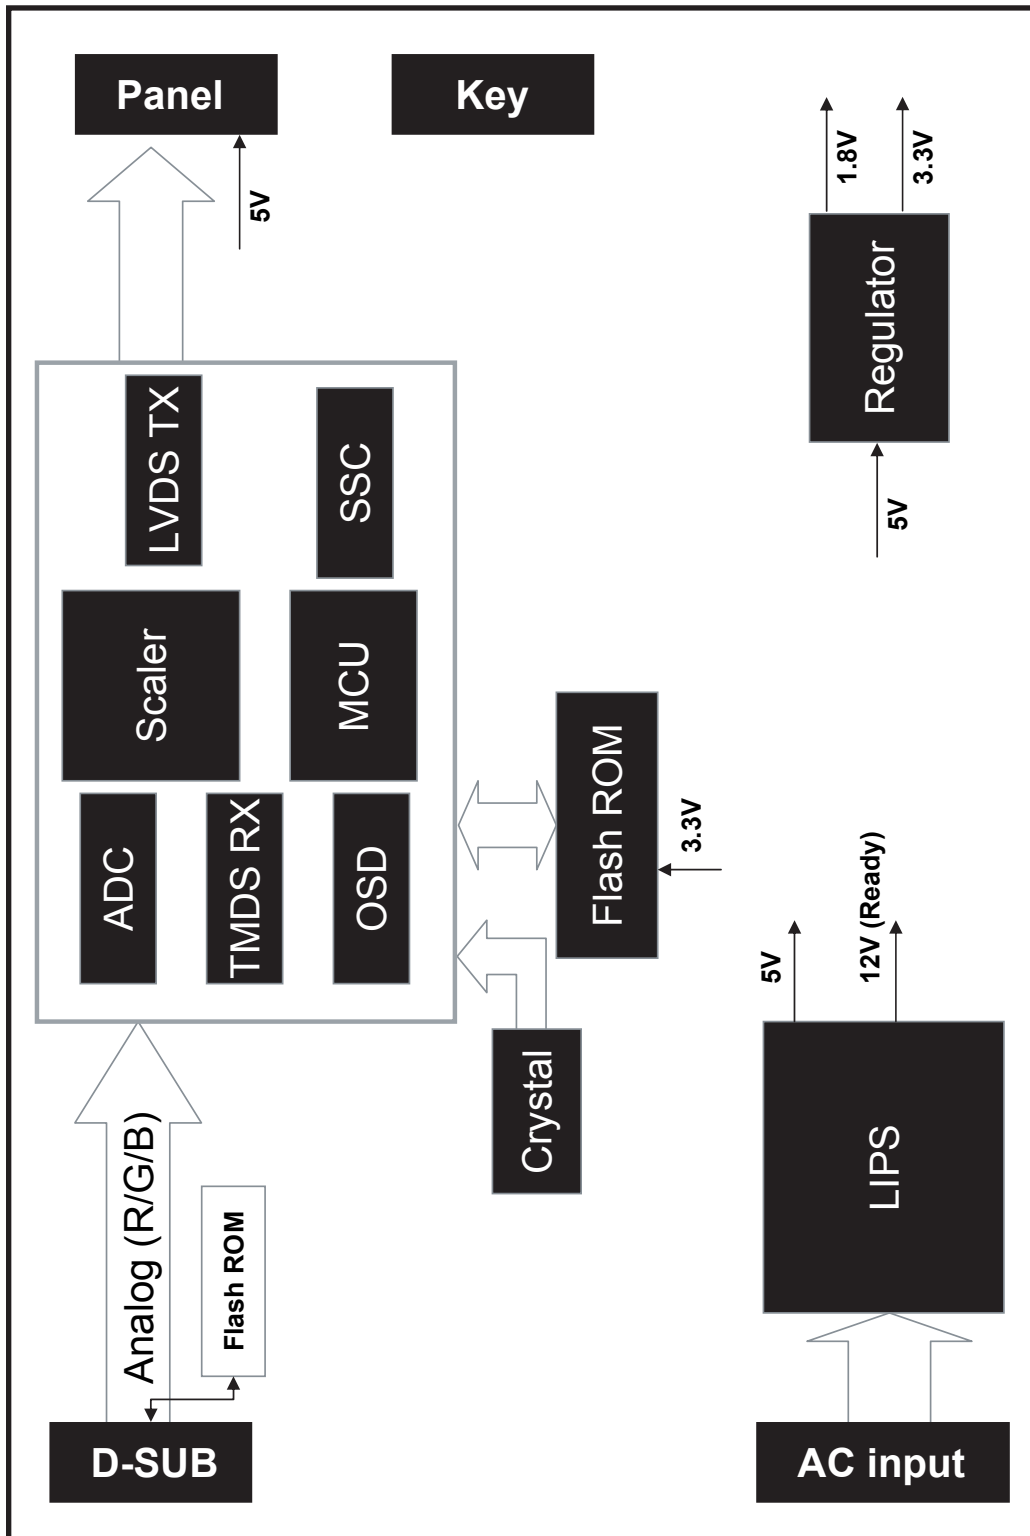 Panel
Key
5V
1.8V
3.3V
Regulator
5V
LVDS TX
SSC
Scaler
MCU
ADC
TMDS RX
OSD
Flash ROM
3.3V
Crystal
5V
12V (Ready)
LIPS
Analog (R/G/B)
Flash ROM
D-SUB
AC input